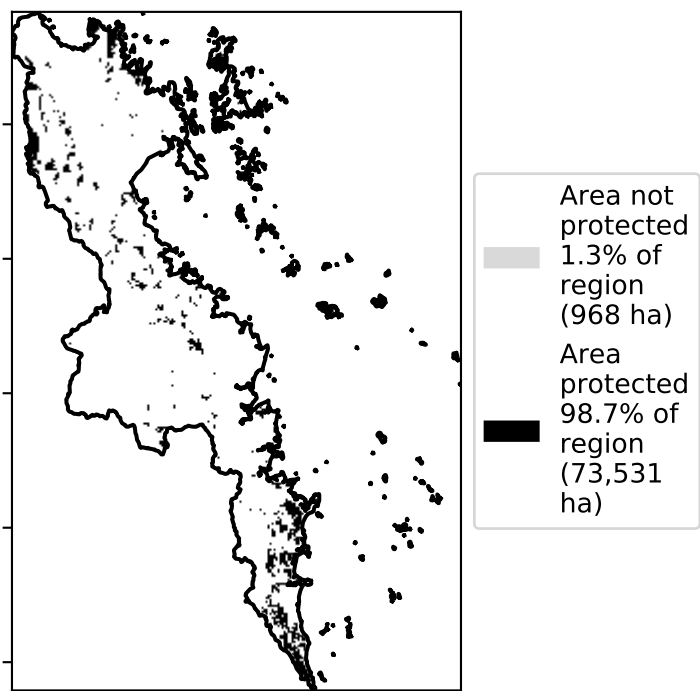 Area not
protected
1.3% of
region
(968 ha)
Area
protected
98.7% of
region
(73,531
ha)